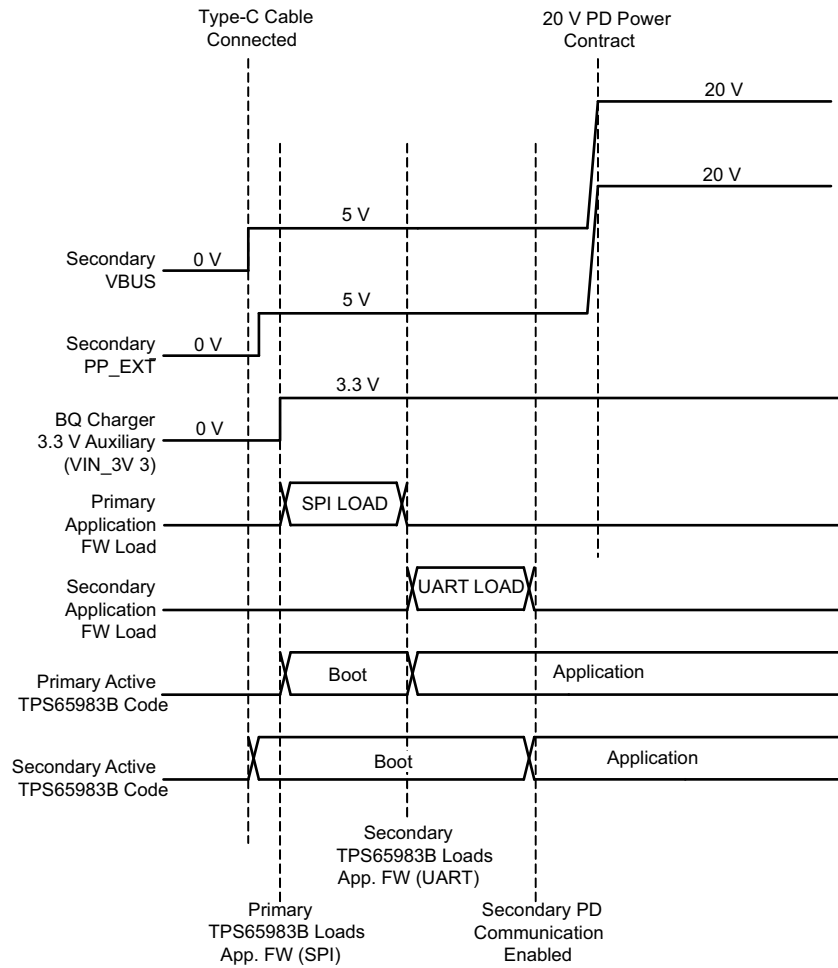 Type-C Cable
Connected
20 V PD Power
Contract
20 V
20 V
5 V
Secondary
VBUS
0 V
5 V
Secondary
PP_EXT
0 V
3.3 V
BQ Charger
3.3 V Auxiliary
(VIN_3V 3)
0 V
Primary
Application
FW Load
SPI LOAD
Secondary
Application
FW Load
UART LOAD
Primary Active
TPS65983B Code
Boot
Application
Secondary Active
TPS65983B Code
Boot
Application
Secondary
TPS65983B Loads
App. FW (UART)
Primary
TPS65983B Loads
App. FW (SPI)
Secondary PD
Communication
Enabled